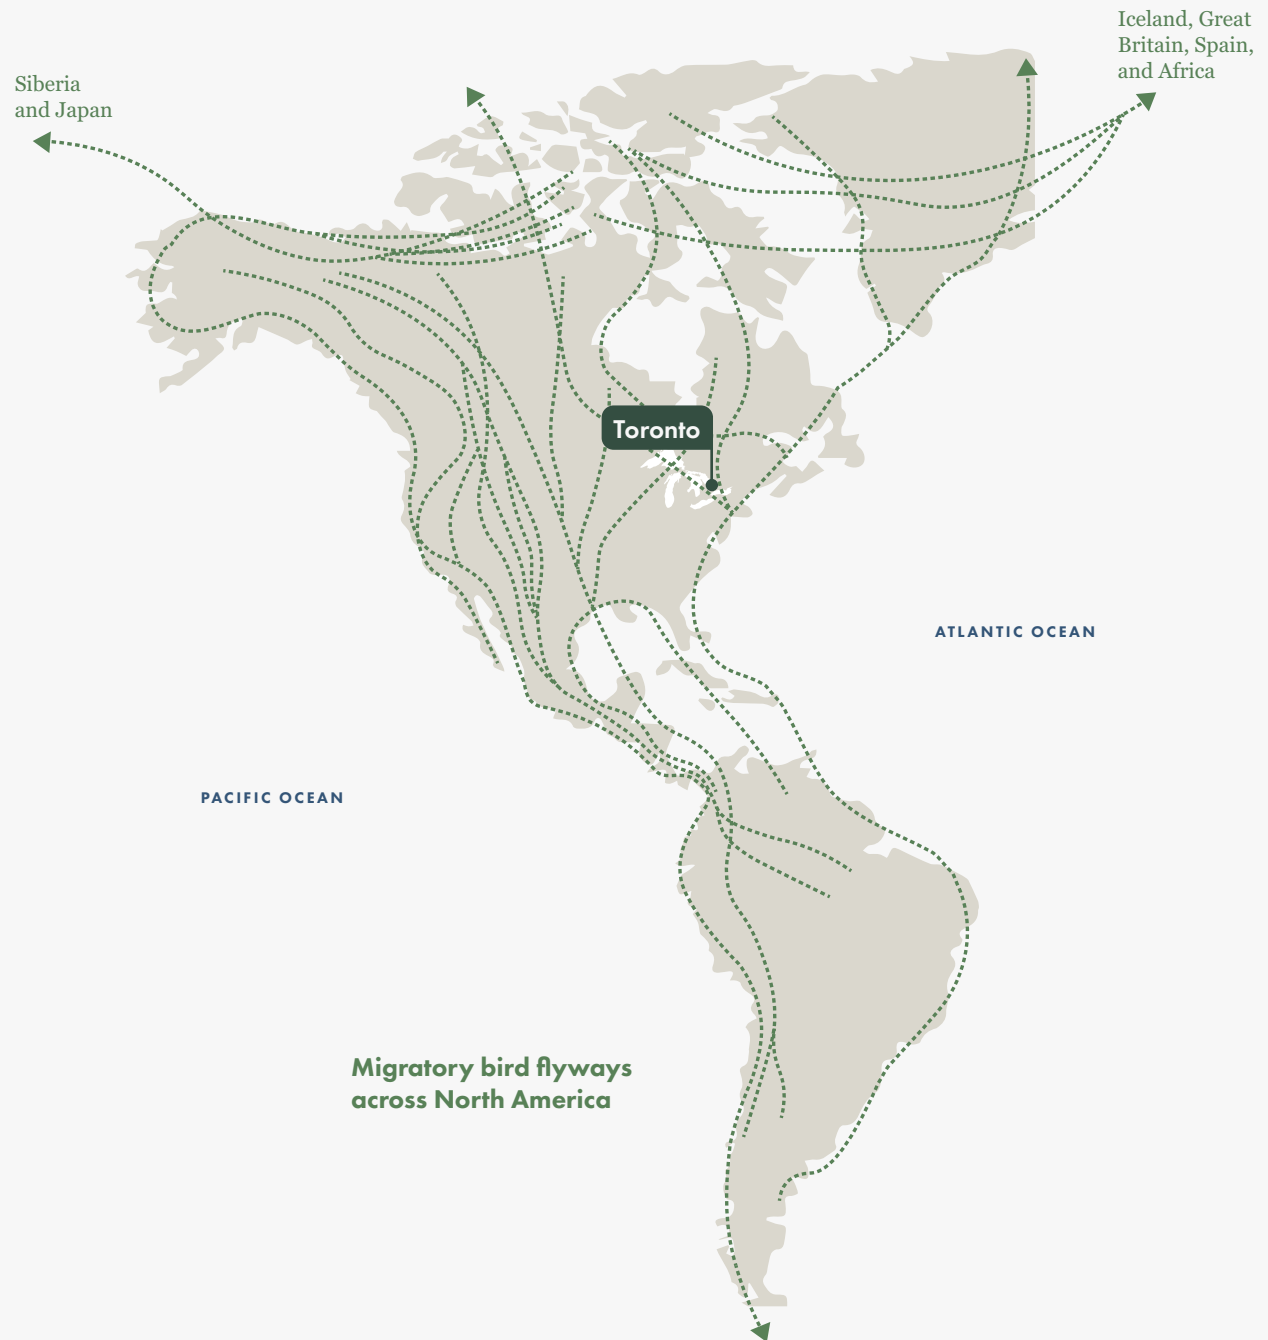 Iceland, Great
Britain, Spain,
and Africa
Siberia
and Japan
Toronto
ATLANTIC OCEAN
PACIFIC OCEAN
Migratory bird flyways
across North America